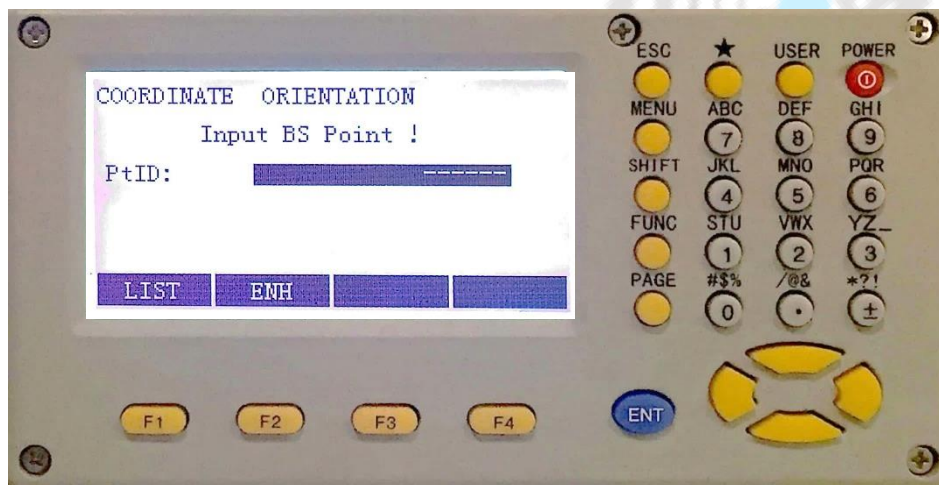 COORDINATE ORIENTATION
Input BS Point !
PtID: ------
LIST ENH
F1 F2 F3 F4
ESC ★ USER POWER
MENU ABC DEF GHI
7 8 9
SHIFT JKL MNO PQR
4 5 6
FUNC STU VWX YZ_
1 2 3
PAGE #$% /@& *?!
0 . ±
ENT